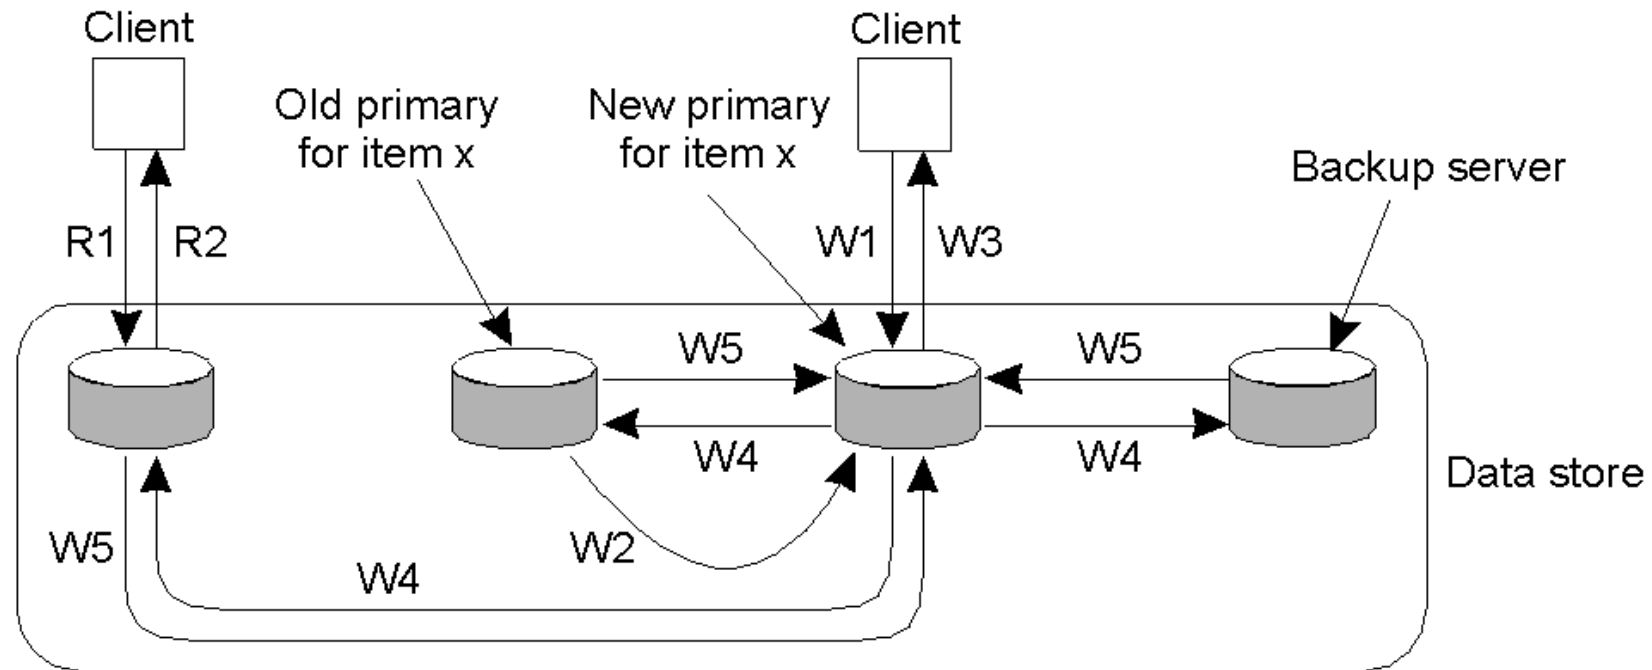 Client
Client
Old primary
for item x
New primary
for item x
Backup server
R1
R2
W1
W3
W5
W5
W4
W4
Data store
W5
W2
W4